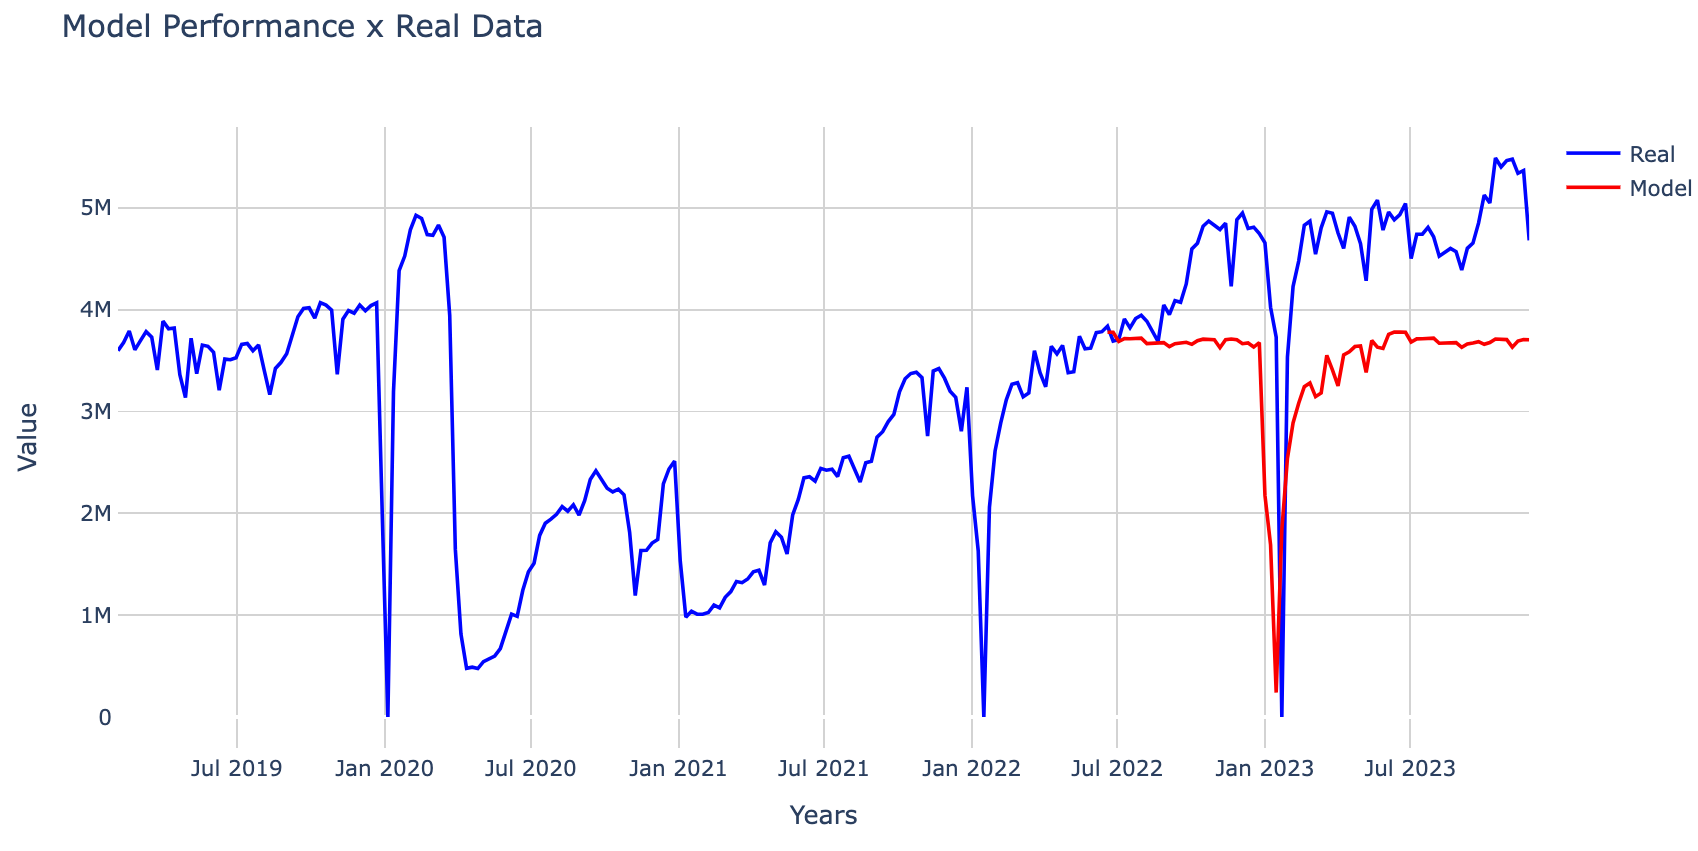 Model Performance x Real Data
Real
Model
5M
4M
3M
2M
1M
0
Value
Jul 2019 Jan 2020 Jul 2020 Jan 2021 Jul 2021 Jan 2022 Jul 2022 Jan 2023 Jul 2023
Years